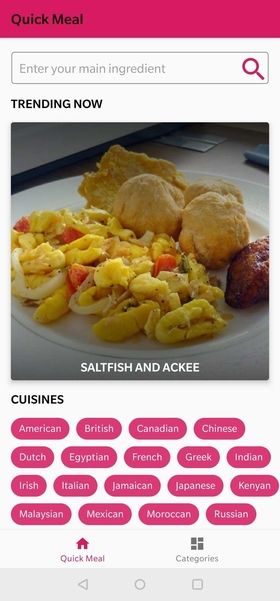 Quick Meal
Enter your main ingredient
TRENDING NOW
SALTFISH AND ACKEE
CUISINES
American British Canadian Chinese
Dutch Egyptian French Greek Indian
Irish Italian Jamaican Japanese Kenyan
Malaysian Mexican Moroccan Russian
Quick Meal Categories